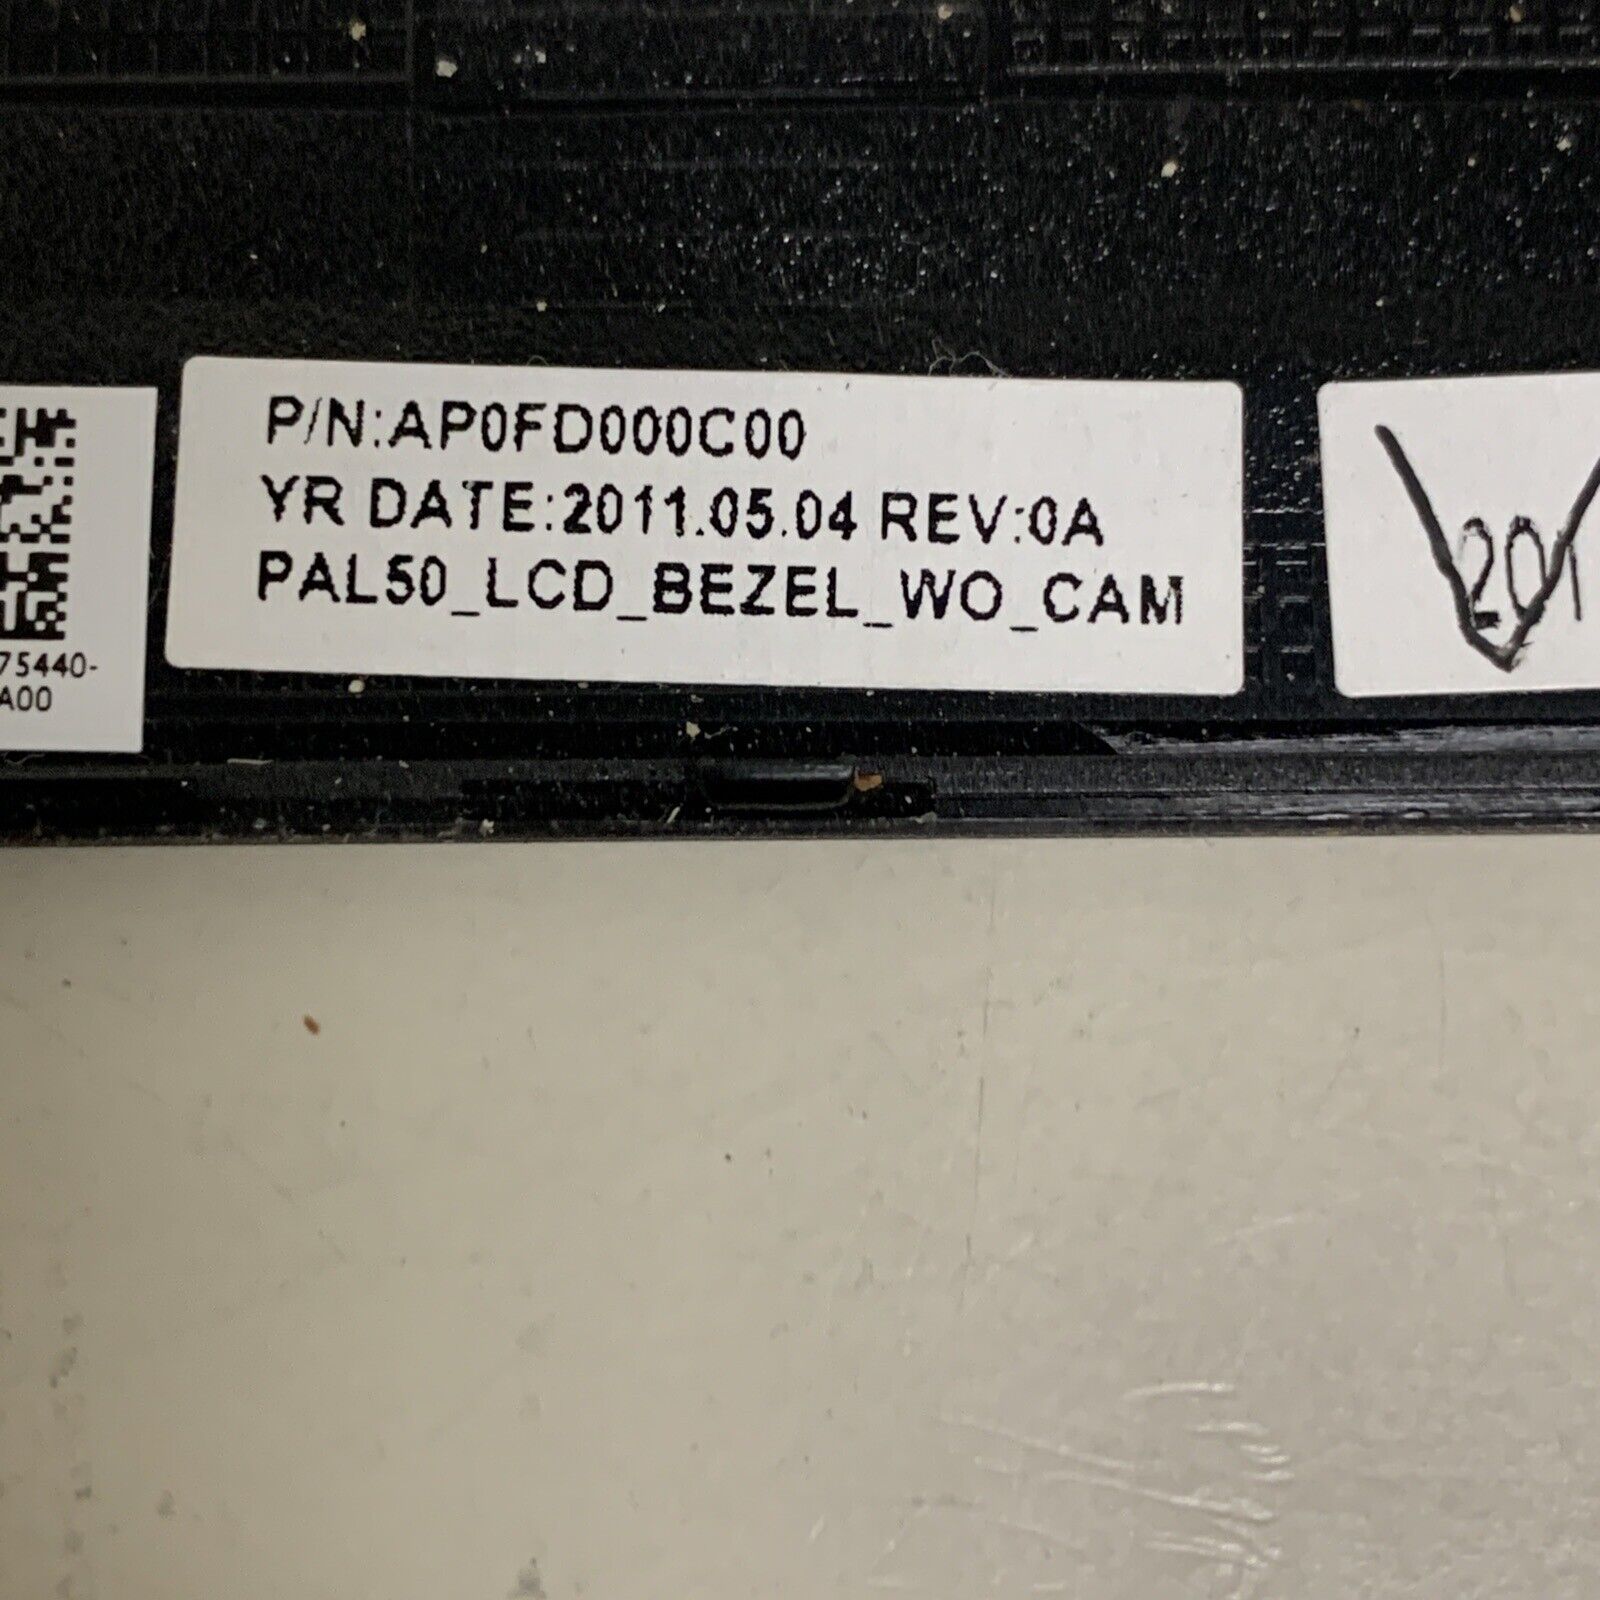 P/N:AP0FD000C00
YR DATE:2011.05.04 REV:0A
PAL50_LCD_BEZEL_WO_CAM
75440-
A00
201